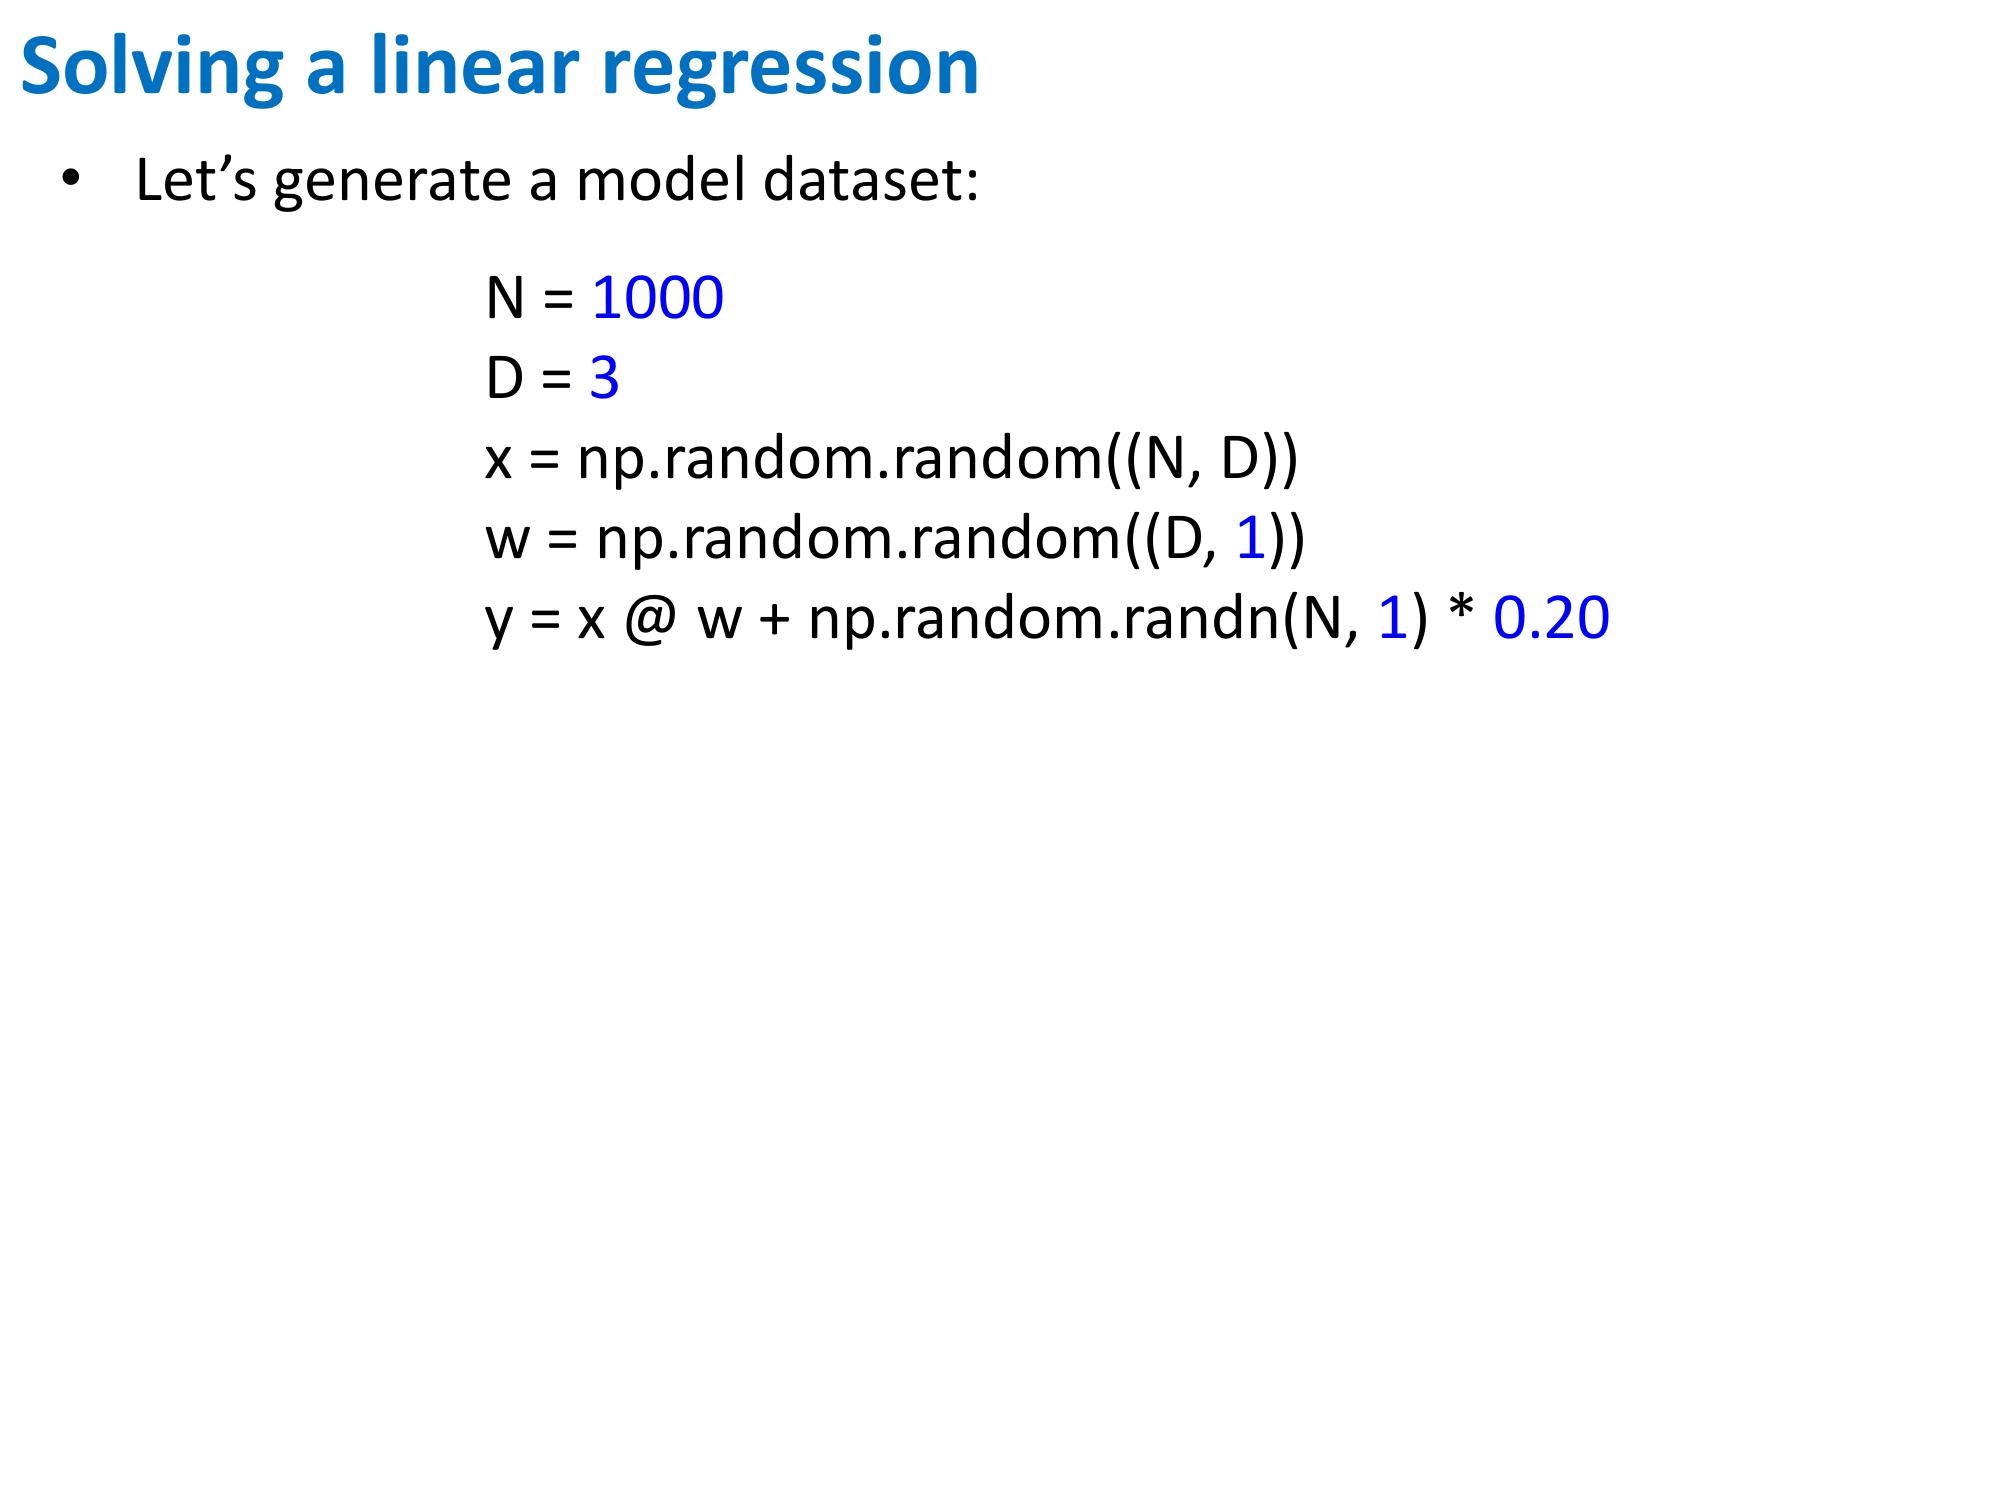 Solving a linear regression
• Let’s generate a model dataset:
N = 1000
D = 3
x = np.random.random((N, D))
w = np.random.random((D, 1))
y = x @ w + np.random.randn(N, 1) * 0.20